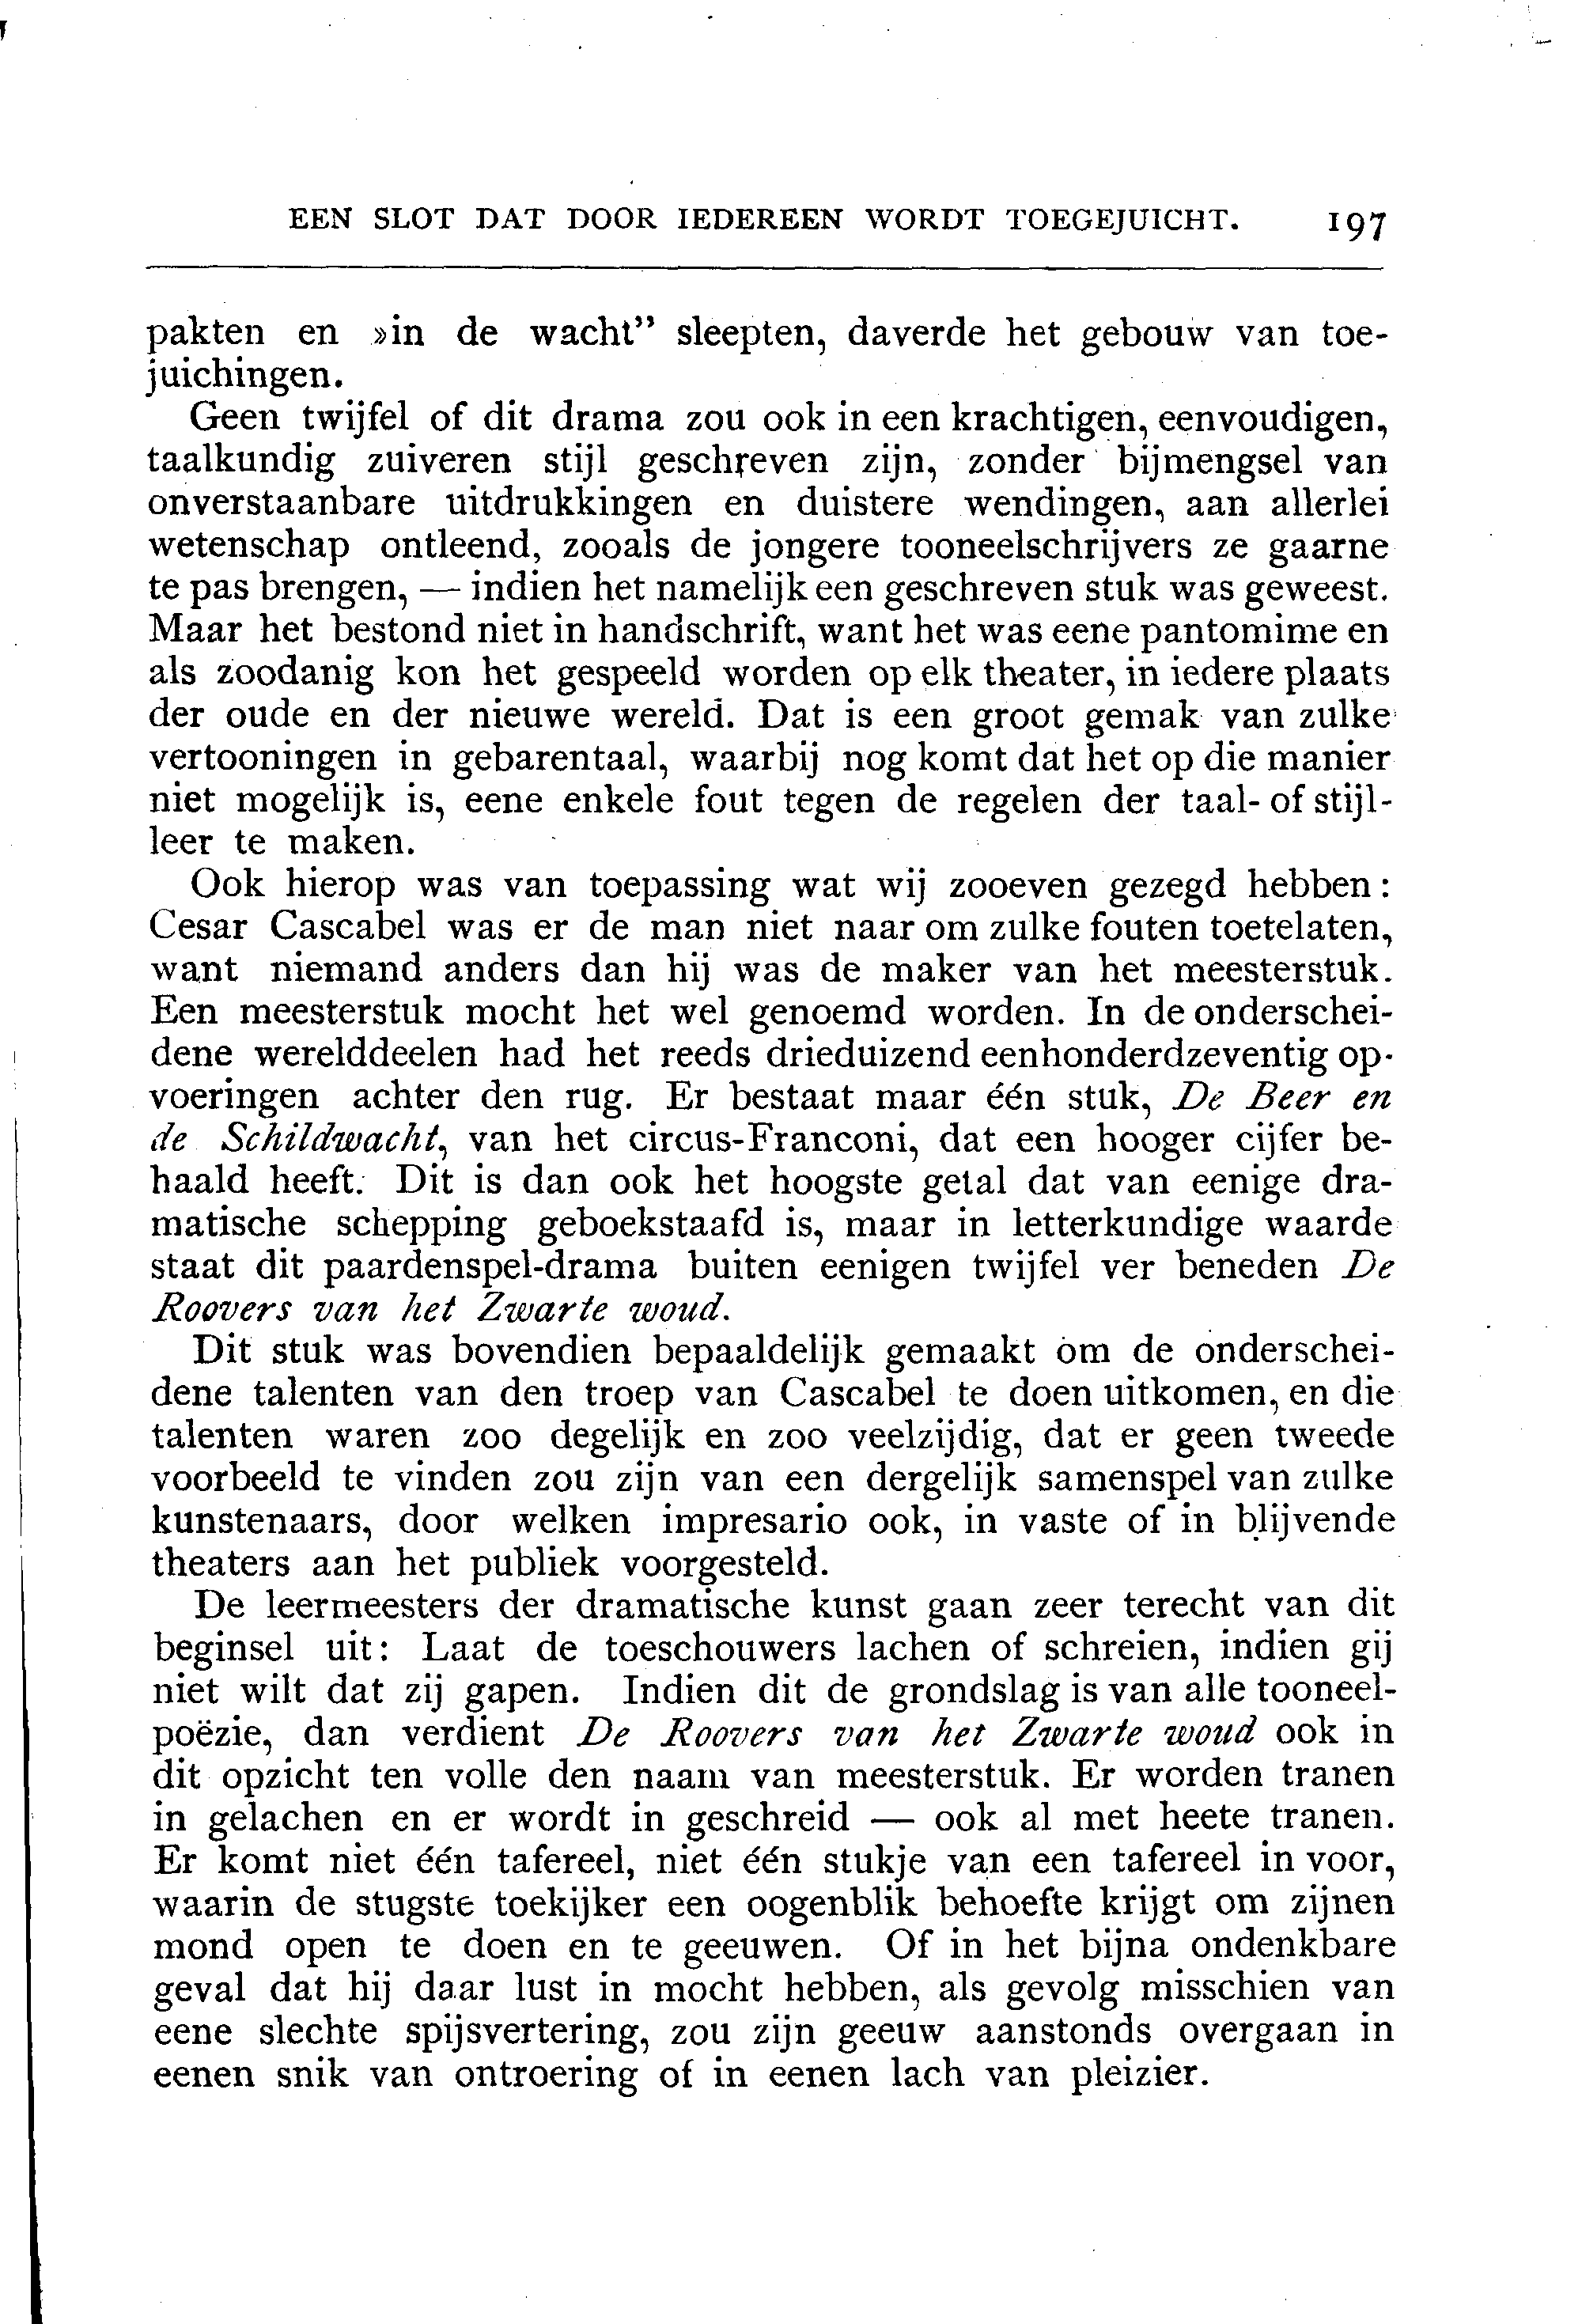 EEN SLOT DAT DOOR IEDEREEN WORDT TOEGEJUICHT. 197
pakten en »in de wacht” sleepten, daverde het gebouw van toe-
juichingen.
Geen twijfel of dit drama zou ook in een krachtigen, eenvoudigen,
taalkundig zuiveren stijl geschreven zijn, zonder bijmengsel van
onverstaanbare uitdrukkingen en duistere wendingen, aan allerlei
wetenschap ontleend, zooals de jongere tooneelschrijvers ze gaarne
te pas brengen, — indien het namelijk een geschreven stuk was geweest.
Maar het bestond niet in handschrift, want het was eene pantomime en
als zoodanig kon het gespeeld worden op elk theater, in iedere plaats
der oude en der nieuwe wereld. Dat is een groot gemak van zulke
vertooningen in gebarentaal, waarbij nog komt dat het op die manier
niet mogelijk is, eene enkele fout tegen de regelen der taal- of stijl-
leer te maken.
Ook hierop was van toepassing wat wij zooeven gezegd hebben:
Cesar Cascabel was er de man niet naar om zulke fouten toetelaten,
want niemand anders dan hij was de maker van het meesterstuk.
Een meesterstuk mocht het wel genoemd worden. In de onderschei-
dene werelddeelen had het reeds drieduizend eenhonderdzeventig op-
voeringen achter den rug. Er bestaat maar één stuk, De Beer en
de Schildwacht, van het circus-Franconi, dat een hooger cijfer be-
haald heeft. Dit is dan ook het hoogste getal dat van eenige dra-
matische schepping geboekstaafd is, maar in letterkundige waarde
staat dit paardenspel-drama buiten eenigen twijfel ver beneden De
Roovers van het Zwarte woud.
Dit stuk was bovendien bepaaldelijk gemaakt om de onderschei-
dene talenten van den troep van Cascabel te doen uitkomen, en die
talenten waren zoo degelijk en zoo veelzijdig, dat er geen tweede
voorbeeld te vinden zou zijn van een dergelijk samenspel van zulke
kunstenaars, door welken impresario ook, in vaste of in blijvende
theaters aan het publiek voorgesteld.
De leermeesters der dramatische kunst gaan zeer terecht van dit
beginsel uit: Laat de toeschouwers lachen of schreien, indien gij
niet wilt dat zij gapen. Indien dit de grondslag is van alle tooneel-
poëzie, dan verdient De Roovers van het Zwarte woud ook in
dit opzicht ten volle den naam van meesterstuk. Er worden tranen
in gelachen en er wordt in geschreid — ook al met heete tranen.
Er komt niet één tafereel, niet één stukje van een tafereel in voor,
waarin de stugste toekijker een oogenblik behoefte krijgt om zijnen
mond open te doen en te geeuwen. Of in het bijna ondenkbare
geval dat hij daar lust in mocht hebben, als gevolg misschien van
eene slechte spijsvertering, zou zijn geeuw aanstonds overgaan in
eenen snik van ontroering of in eenen lach van pleizier.